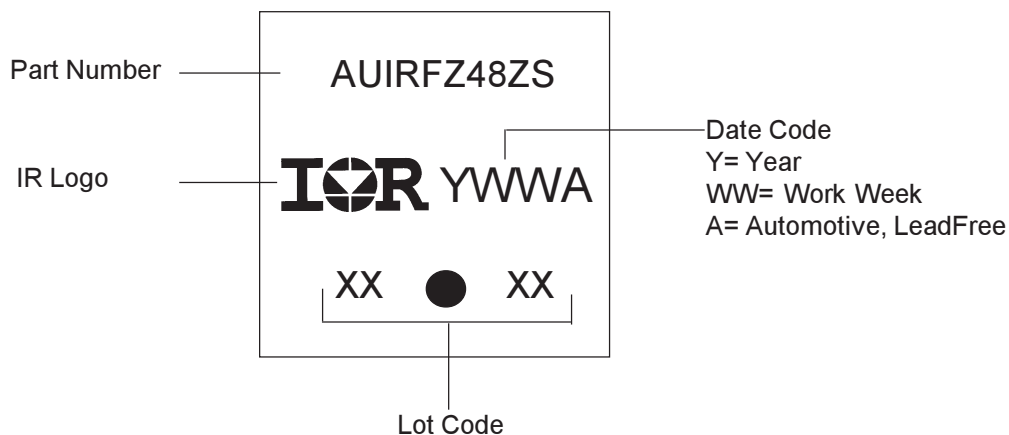 Part Number
AUIRFZ48ZS
Date Code
Y= Year
WW= Work Week
A= Automotive, LeadFree
IR Logo
IOR YWWA
XX XX
Lot Code